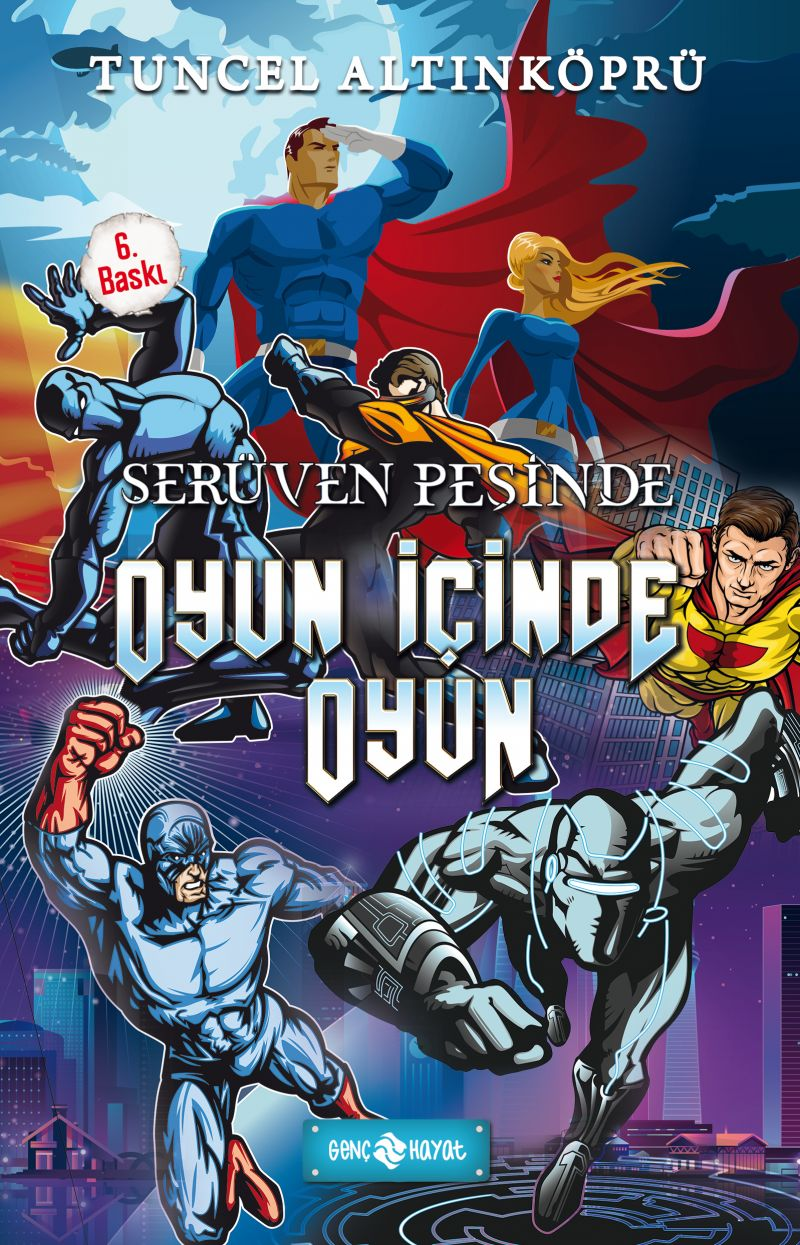 TUNCEL ALTINKÖPRÜ
6.
Baskı
SERÜVEN PEŞİNDE
OYUN İÇİNDE
OYUN
GENÇ HAYAT